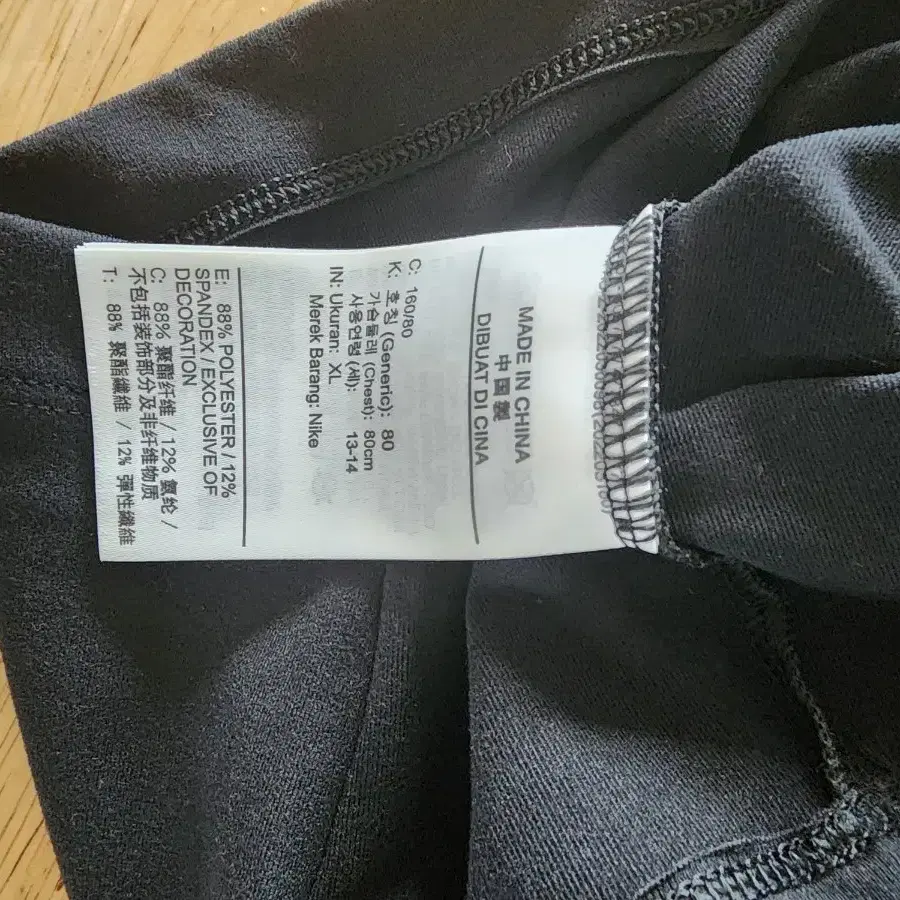 MADE IN CHINA
中国製
DIBUAT DI CINA
C: 160/80
K: 호칭 (Generic): 80
가슴둘레 (Chest): 80cm
사용연령 (세): 13-14
IN: Ukuran: XL
Merek Barang: Nike
E: 88% POLYESTER / 12%
SPANDEX / EXCLUSIVE OF
DECORATION
C: 88% 聚酯纤维 / 12% 氨纶 /
不包括装饰部分及非纤维物质
T: 88% 聚酯纖維 / 12% 彈性纖維